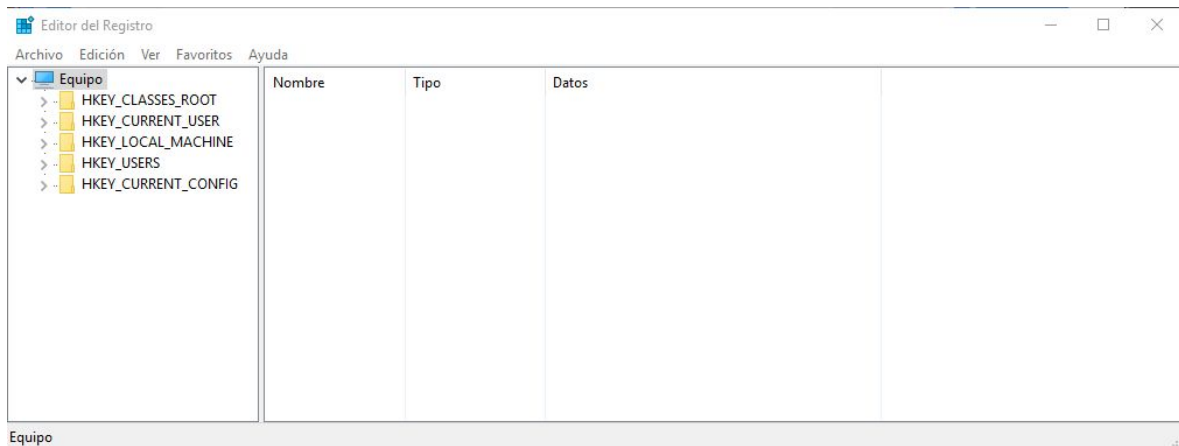 Editor del Registro
Archivo Edición Ver Favoritos Ayuda
Equipo
HKEY_CLASSES_ROOT
HKEY_CURRENT_USER
HKEY_LOCAL_MACHINE
HKEY_USERS
HKEY_CURRENT_CONFIG
Nombre Tipo Datos
Equipo